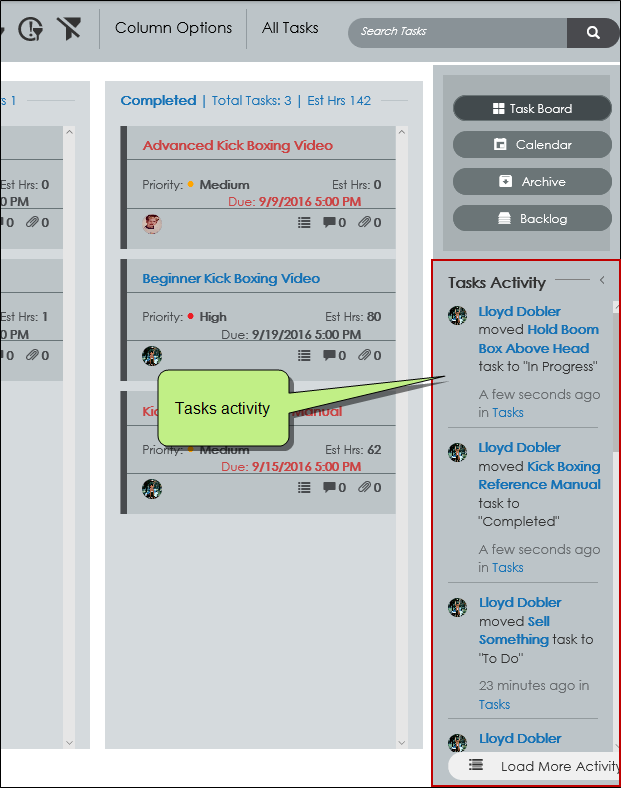 Column Options
All Tasks
Search Tasks
s 1
Est Hrs: 0
0 PM
0 0
Est Hrs: 1
0 PM
0 0
Completed | Total Tasks: 3 | Est Hrs 142
Advanced Kick Boxing Video
Priority: Medium Est Hrs: 0
Due: 9/9/2016 5:00 PM
0 0
Beginner Kick Boxing Video
Priority: High Est Hrs: 80
Due: 9/19/2016 5:00 PM
0 0
Manual
Priority: Medium Est Hrs: 62
Due: 9/15/2016 5:00 PM
0 0
Tasks activity
Task Board
Calendar
Archive
Backlog
Tasks Activity
Lloyd Dobler
moved Hold Boom
Box Above Head
task to "In Progress"
A few seconds ago
in Tasks
Lloyd Dobler
moved Kick Boxing
Reference Manual
task to
"Completed"
A few seconds ago
in Tasks
Lloyd Dobler
moved Sell
Something task to
"To Do"
23 minutes ago in
Tasks
Lloyd Dobler
Load More Activity